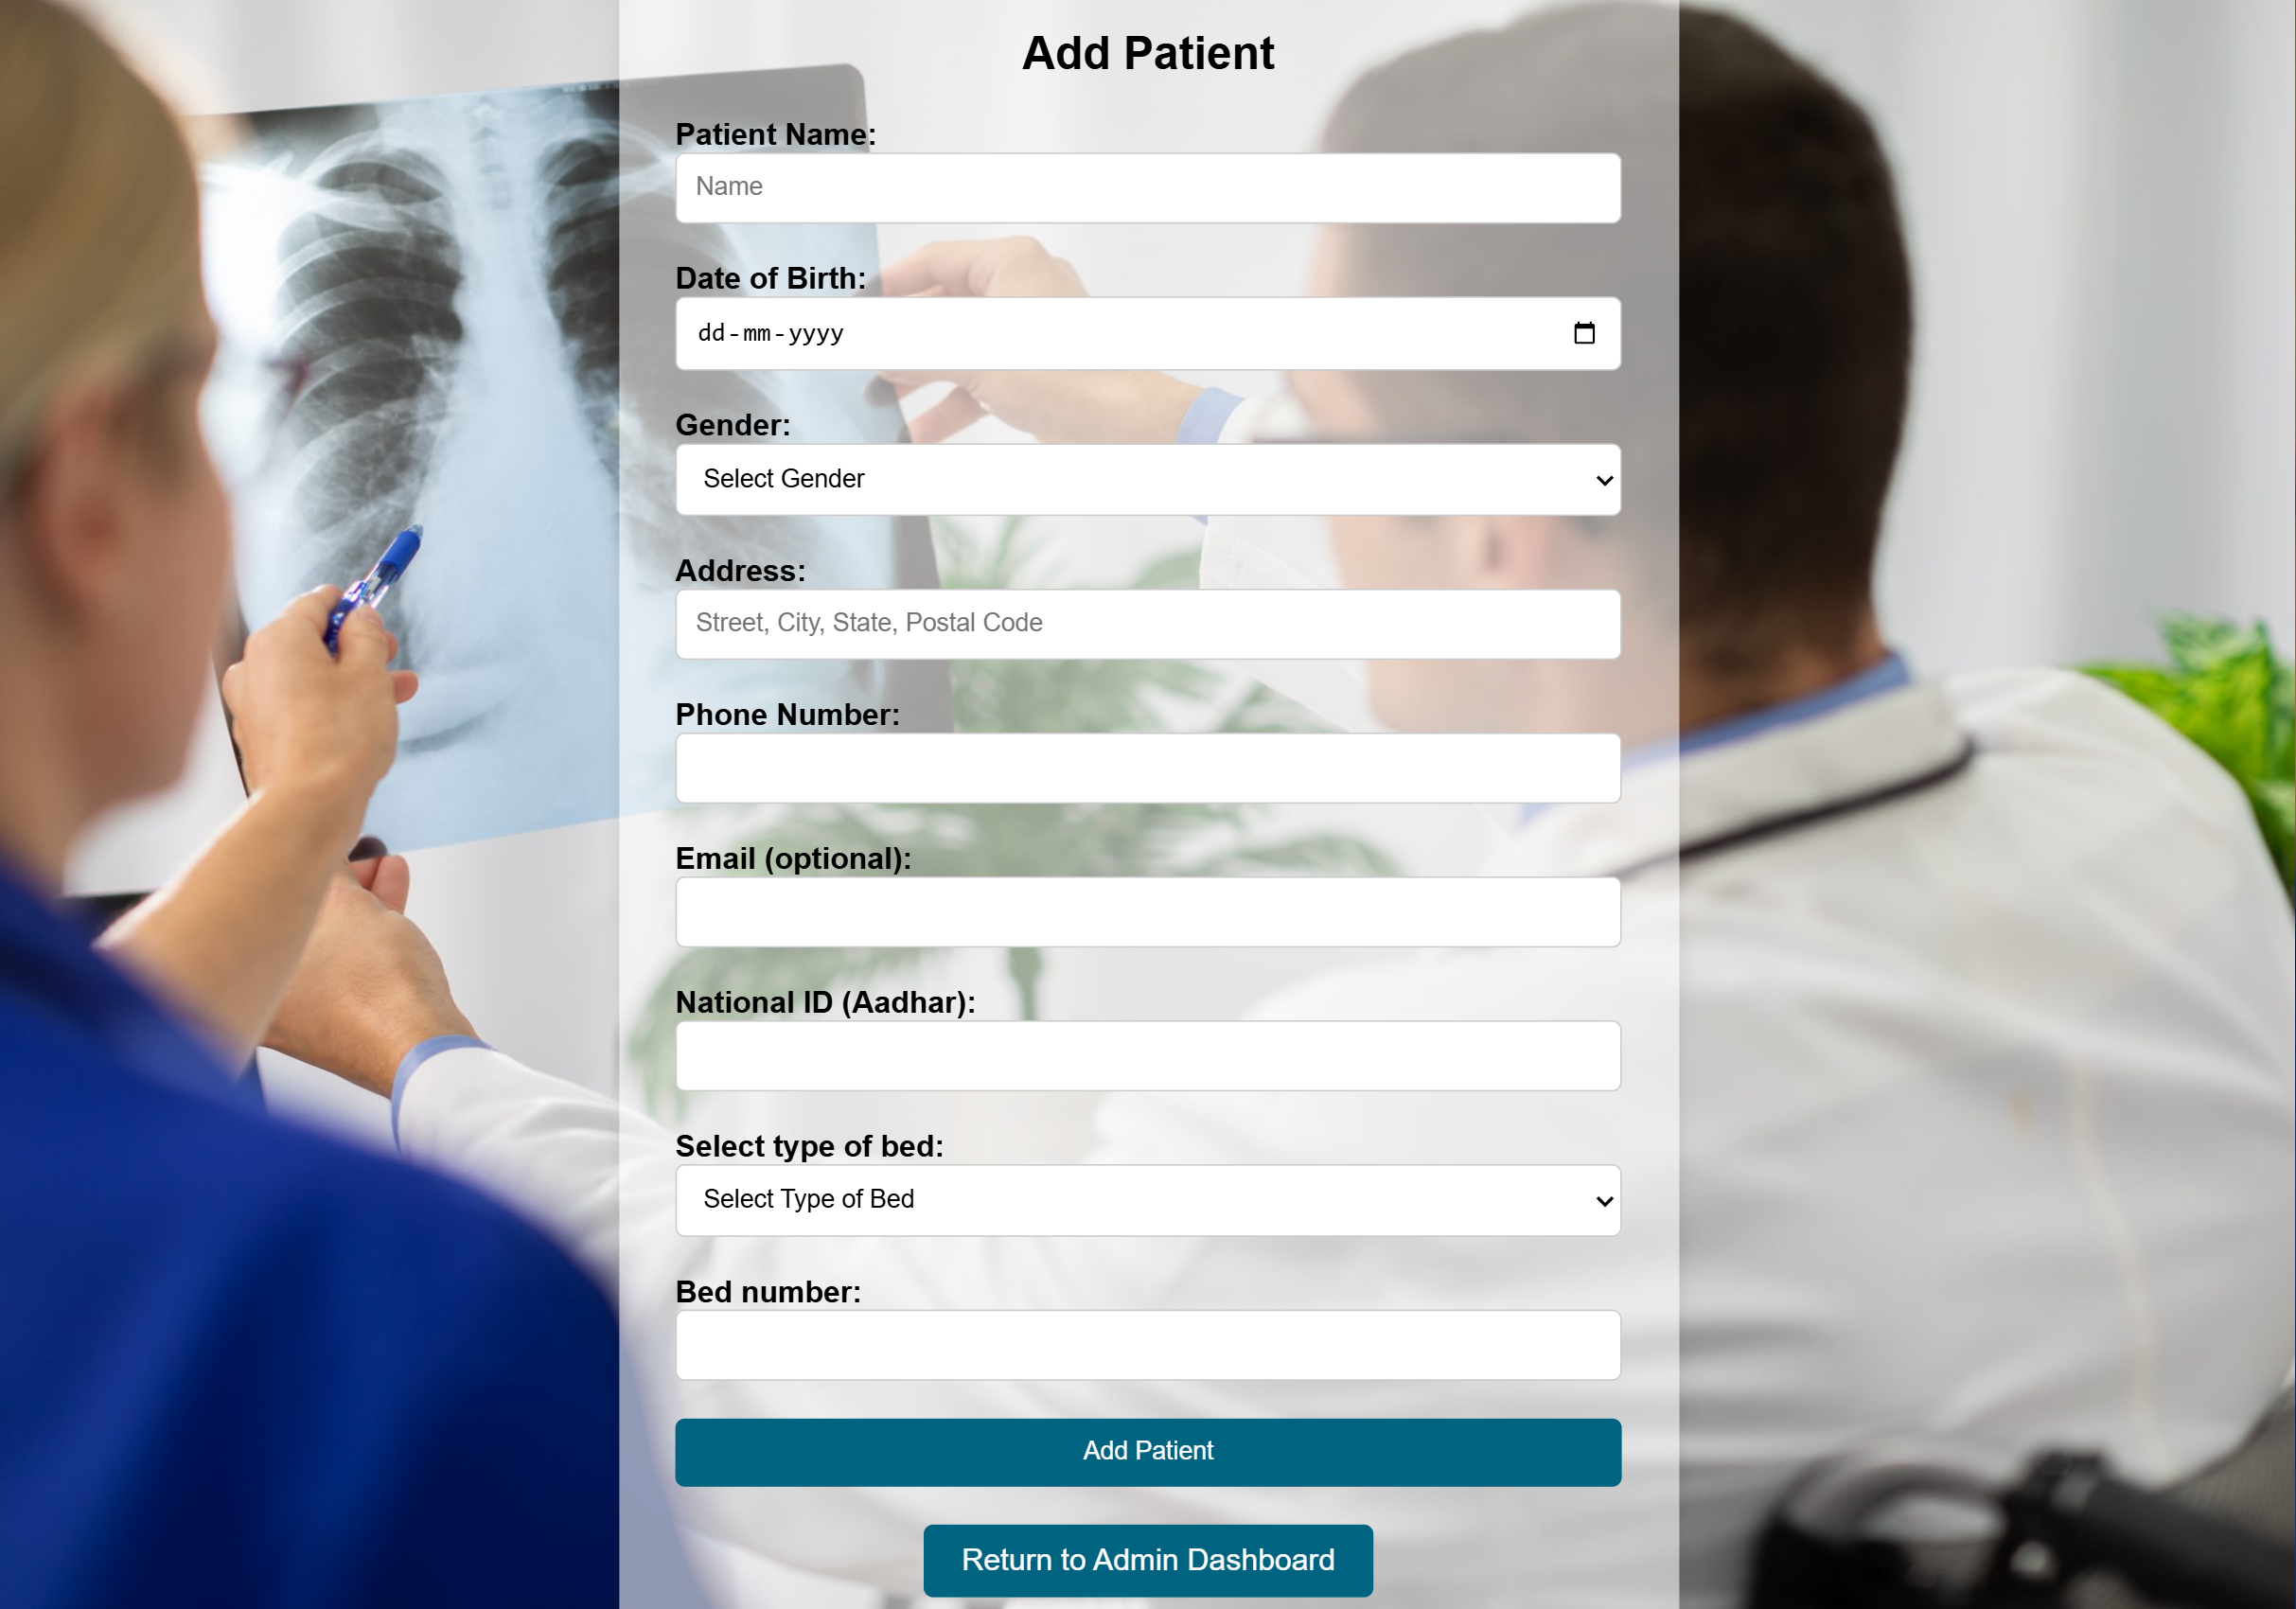 Add Patient
Patient Name:
Name
Date of Birth:
dd-mm-yyyy
Gender:
Select Gender
Address:
Street, City, State, Postal Code
Phone Number:
Email (optional):
National ID (Aadhar):
Select type of bed:
Select Type of Bed
Bed number:
Add Patient
Return to Admin Dashboard